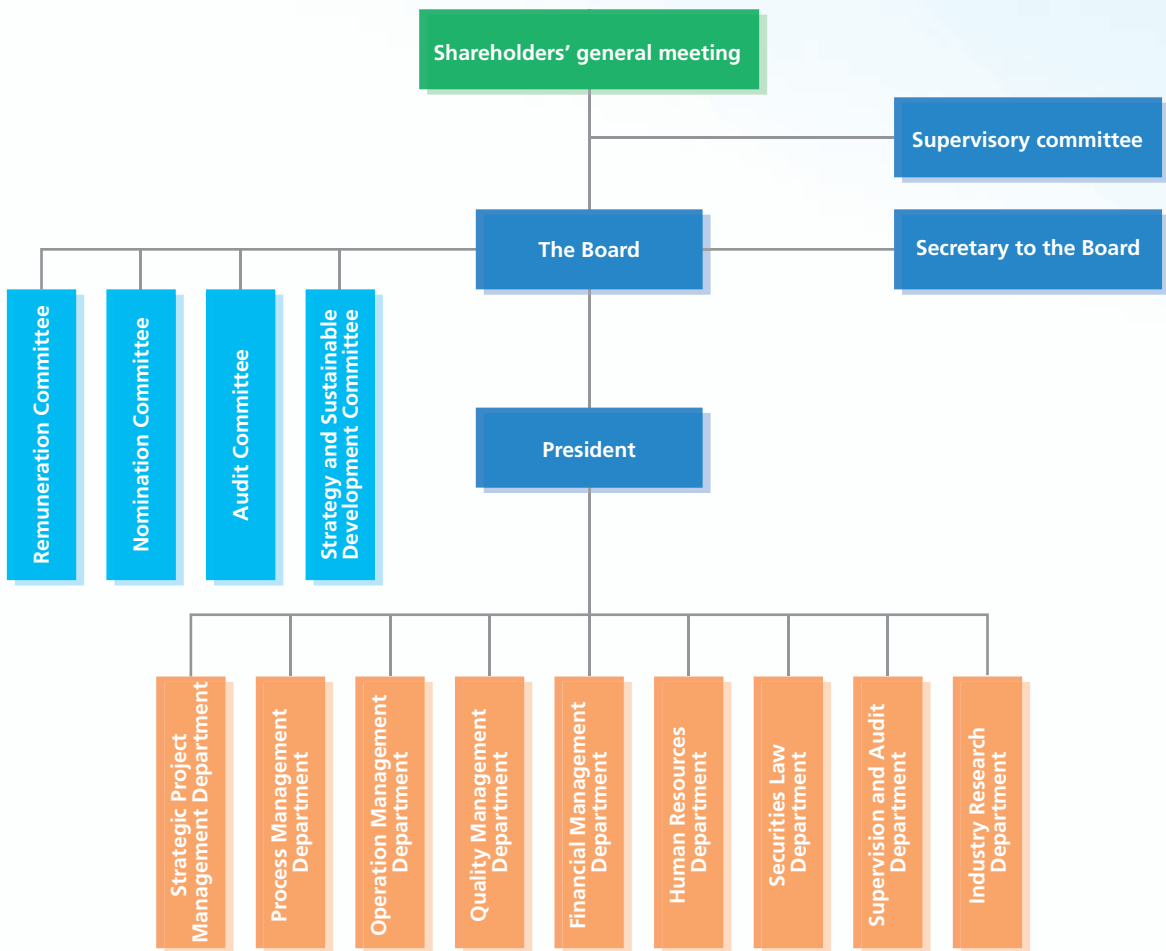 Shareholders’ general meeting
Supervisory committee
The Board
Secretary to the Board
Remuneration Committee
Nomination Committee
Audit Committee
Strategy and Sustainable
Development Committee
President
Strategic Project
Management Department
Process Management
Department
Operation Management
Department
Quality Management
Department
Financial Management
Department
Human Resources
Department
Securities Law
Department
Supervision and Audit
Department
Industry Research
Department